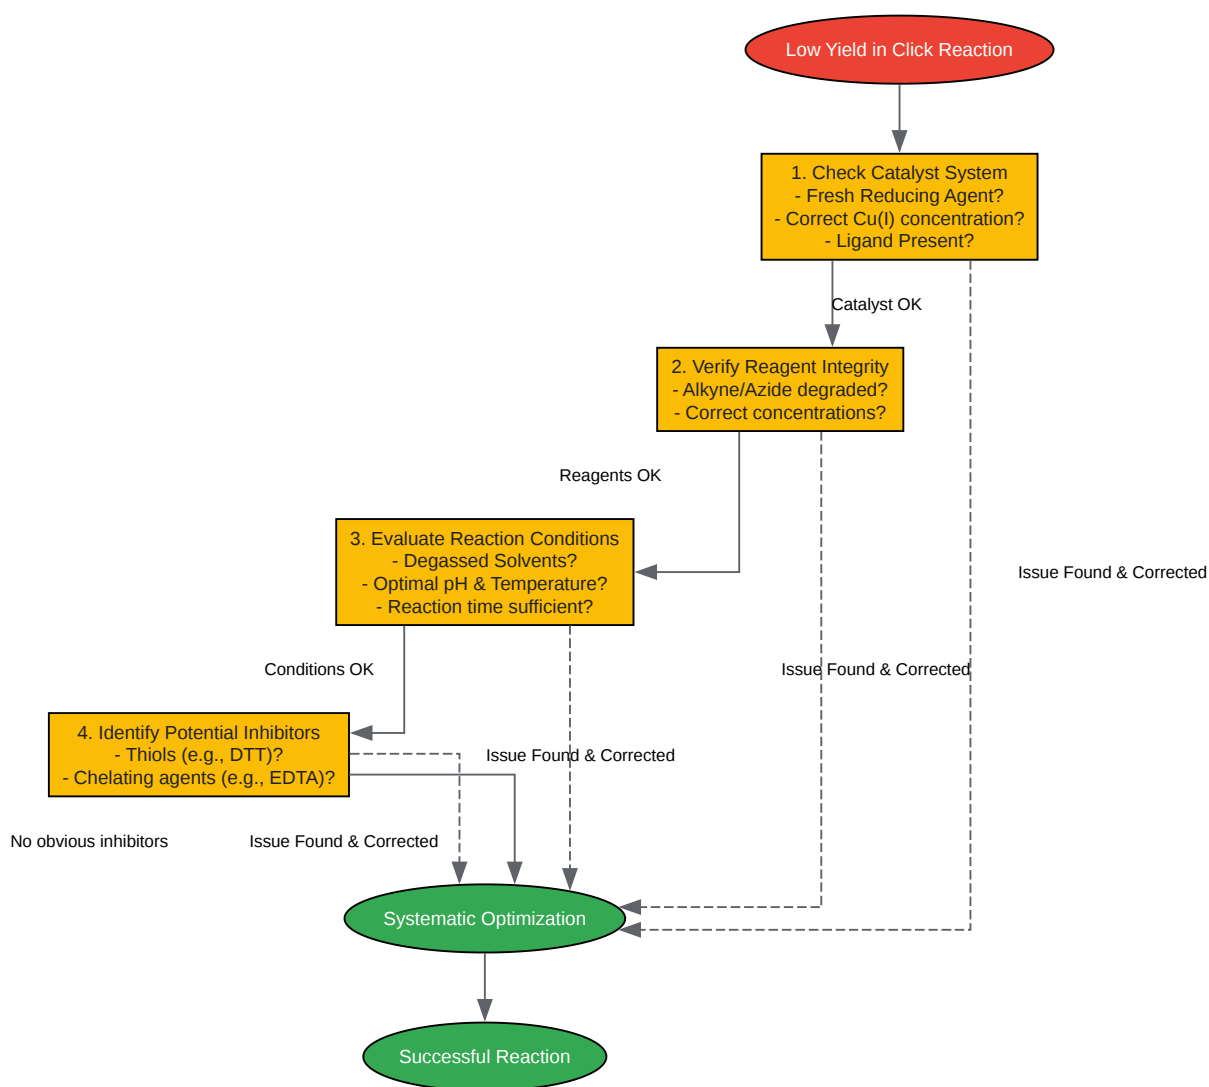 Low Yield in Click Reaction
1. Check Catalyst System
- Fresh Reducing Agent?
- Correct Cu(I) concentration?
- Ligand Present?
Catalyst OK
2. Verify Reagent Integrity
- Alkyne/Azide degraded?
- Correct concentrations?
Reagents OK
3. Evaluate Reaction Conditions
- Degassed Solvents?
- Optimal pH & Temperature?
- Reaction time sufficient?
Issue Found & Corrected
Conditions OK
Issue Found & Corrected
4. Identify Potential Inhibitors
- Thiols (e.g., DTT)?
- Chelating agents (e.g., EDTA)?
Issue Found & Corrected
No obvious inhibitors
Issue Found & Corrected
Systematic Optimization
Successful Reaction